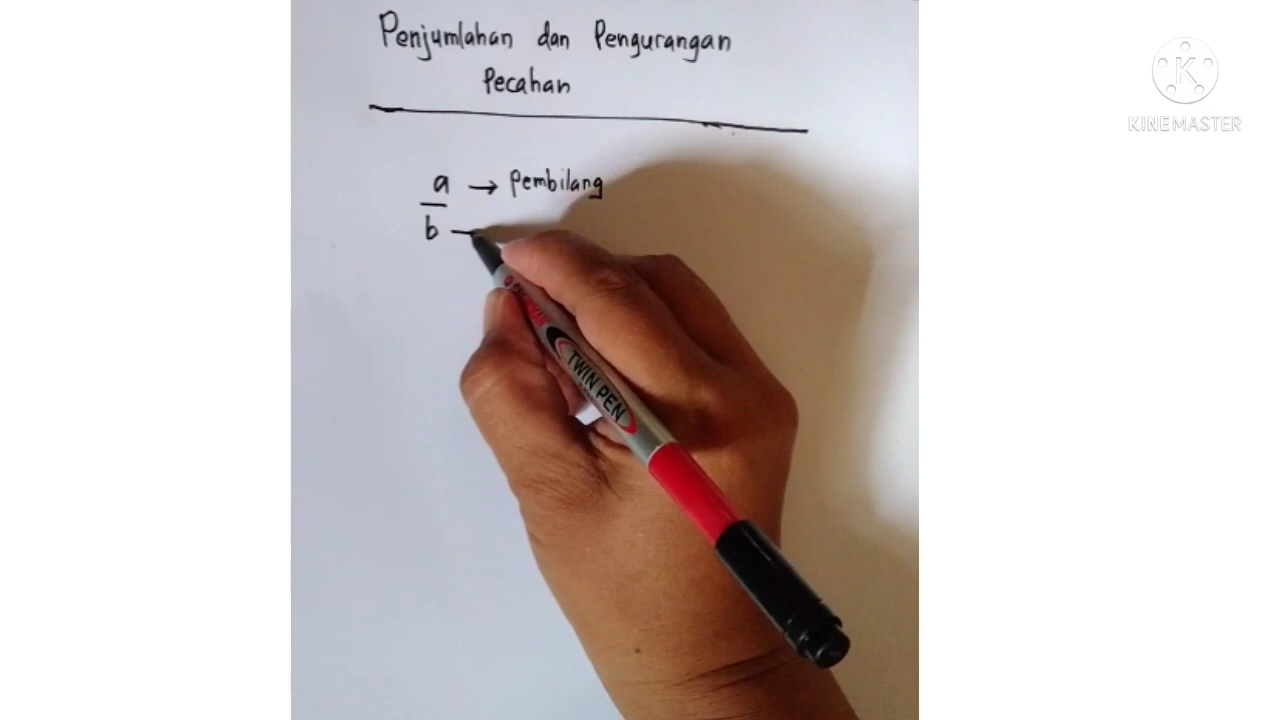 Penjumlahan dan Pengurangan
Pecahan
a → Pembilang
b
TWIN PEN
KINEMASTER